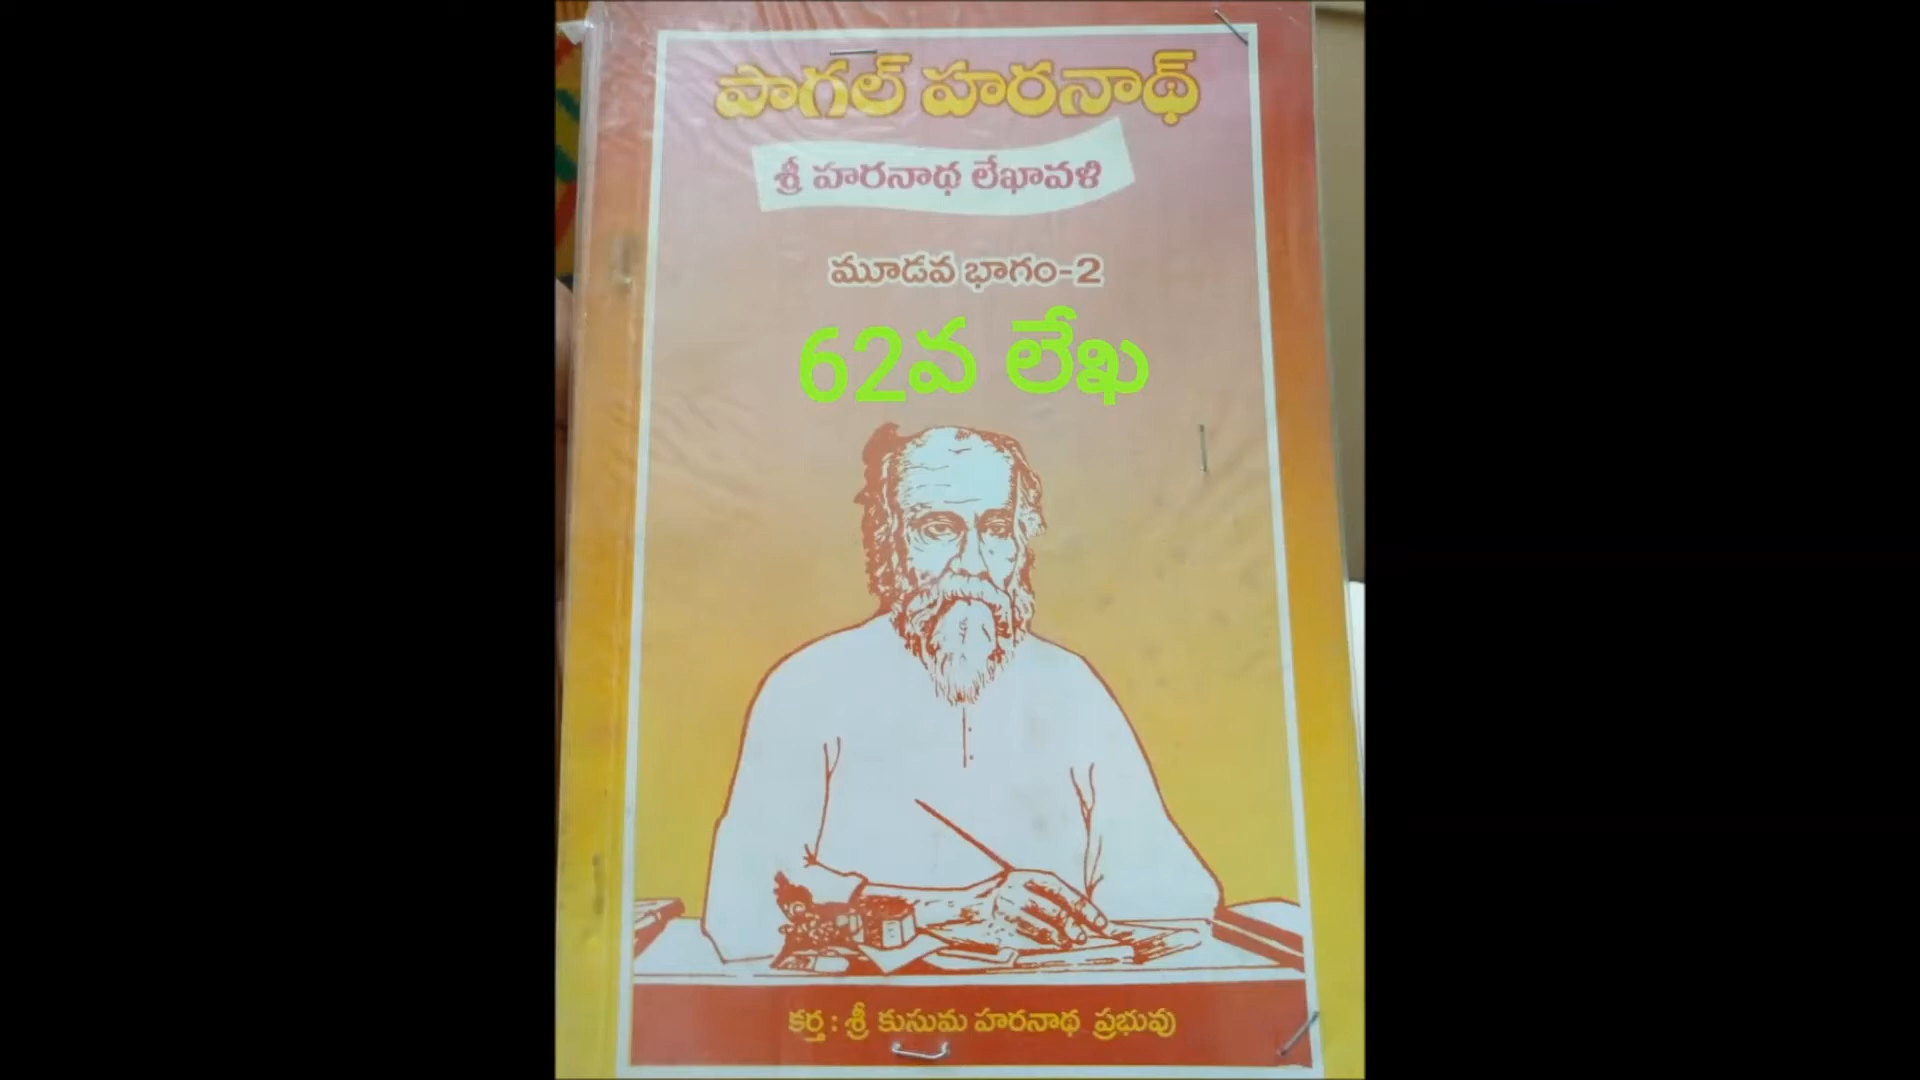 పాగల్ హరనాథ్
శ్రీ హరనాథ లేఖావళి
మూడవ భాగం-2
62వ లేఖ
కర్త : శ్రీ కుసుమ హరనాథ ప్రభువు